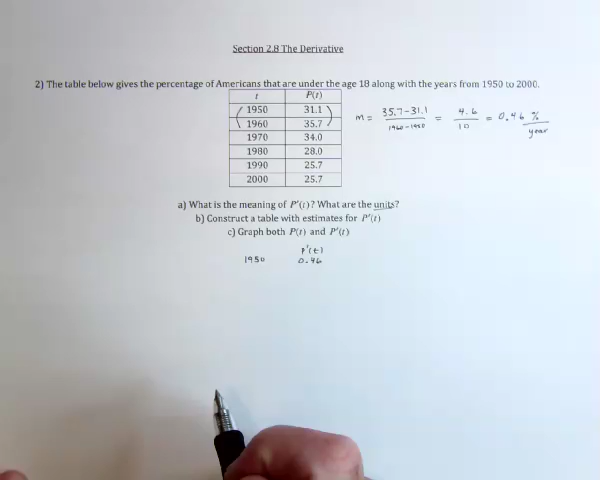 Section 2.8 The Derivative
2) The table below gives the percentage of Americans that are under the age 18 along with the years from 1950 to 2000.
t P(t)
1950 31.1
1960 35.7
1970 34.0
1980 28.0
1990 25.7
2000 25.7
m = 35.7-31.1 / 1960-1950 = 4.6 / 10 = 0.46 % / year
a) What is the meaning of P'(t)? What are the units?
b) Construct a table with estimates for P'(t)
c) Graph both P(t) and P'(t)
P'(t)
1950 0.46